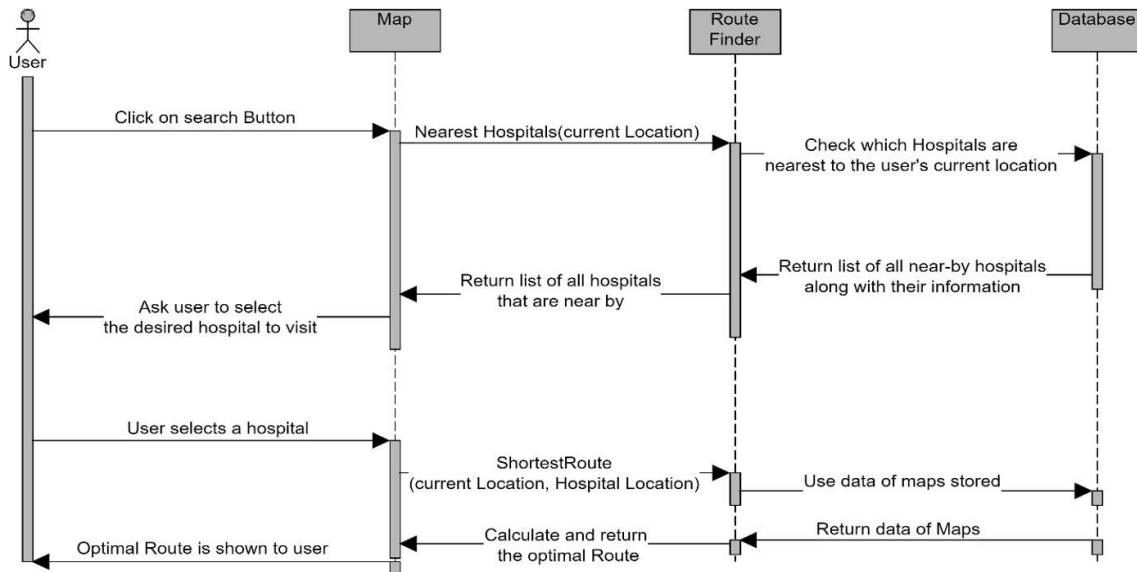 Map
Route
Finder
Database
User
Click on search Button
Nearest Hospitals(current Location)
Check which Hospitals are
nearest to the user's current location
Return list of all near-by hospitals
along with their information
Return list of all hospitals
that are near by
Ask user to select
the desired hospital to visit
User selects a hospital
ShortestRoute
(current Location, Hospital Location)
Use data of maps stored
Return data of Maps
Calculate and return
the optimal Route
Optimal Route is shown to user